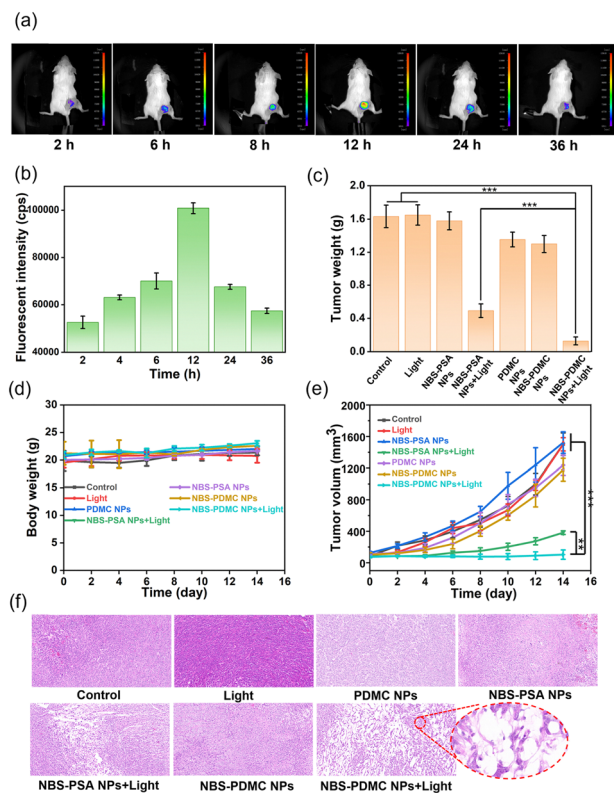 (a)
2 h 6 h 8 h 12 h 24 h 36 h
(b)
Fluorescent intensity (cps)
100000
80000
60000
40000
2 4 6 12 24 36
Time (h)
(c)
Tumor weight (g)
2.0
1.6
1.2
0.8
0.4
0.0
***
***
Control
Light
NBS-PSA NPs
NBS-PSA NPs+Light
PDMC NPs
NBS-PDMC NPs
NBS-PDMC NPs+Light
(d)
Body weight (g)
30
25
20
15
10
5
0
0 2 4 6 8 10 12 14 16
Time (day)
Control
Light
PDMC NPs
NBS-PSA NPs+Light
NBS-PSA NPs
NBS-PDMC NPs
NBS-PDMC NPs+Light
(e)
Tumor volum(mm³)
2000
1600
1200
800
400
0
0 2 4 6 8 10 12 14 16
Time (day)
Control
Light
NBS-PSA NPs
NBS-PSA NPs+Light
PDMC NPs
NBS-PDMC NPs
NBS-PDMC NPs+Light
***
**
(f)
Control Light PDMC NPs NBS-PSA NPs
NBS-PSA NPs+Light NBS-PDMC NPs NBS-PDMC NPs+Light